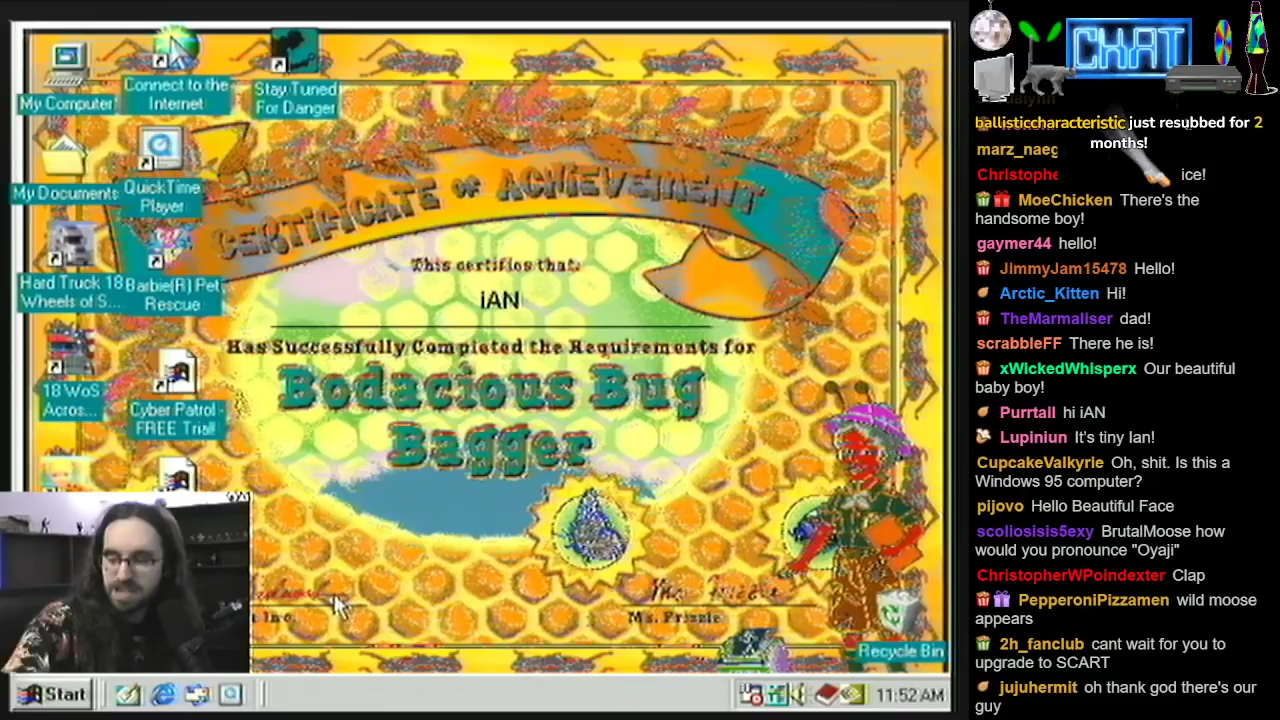 My Computer
Connect to the
Internet
Stay Tuned
For Danger
My Documents
QuickTime
Player
Hard Truck 18
Wheels of S...
Barbie(R) Pet
Rescue
18 WoS
Acros...
Cyber Patrol -
FREE Trial!
CERTIFICATE OF ACHIEVEMENT
This certifies that:
iAN
Has Successfully Completed the Requirements for
Bodacious Bug
Bagger
Inc.
Ms. Frizzle
Recycle Bin
Start
11:52 AM
CHAT
ballisticcharacteristic just resubbed for 2
months!
marz_naeg
Christophe ice!
MoeChicken There's the
handsome boy!
gaymer44 hello!
JimmyJam15478 Hello!
Arctic_Kitten Hi!
TheMarmaliser dad!
scrabbleFF There he is!
xWickedWhisperx Our beautiful
baby boy!
Purrtail hi iAN
Lupiniun It's tiny Ian!
CupcakeValkyrie Oh, shit. Is this a
Windows 95 computer?
pijovo Hello Beautiful Face
scoliosisis5exy BrutalMoose how
would you pronounce "Oyaji"
ChristopherWPoindexter Clap
PepperoniPizzamen wild moose
appears
2h_fanclub cant wait for you to
upgrade to SCART
jujuhermit oh thank god there's our
guy